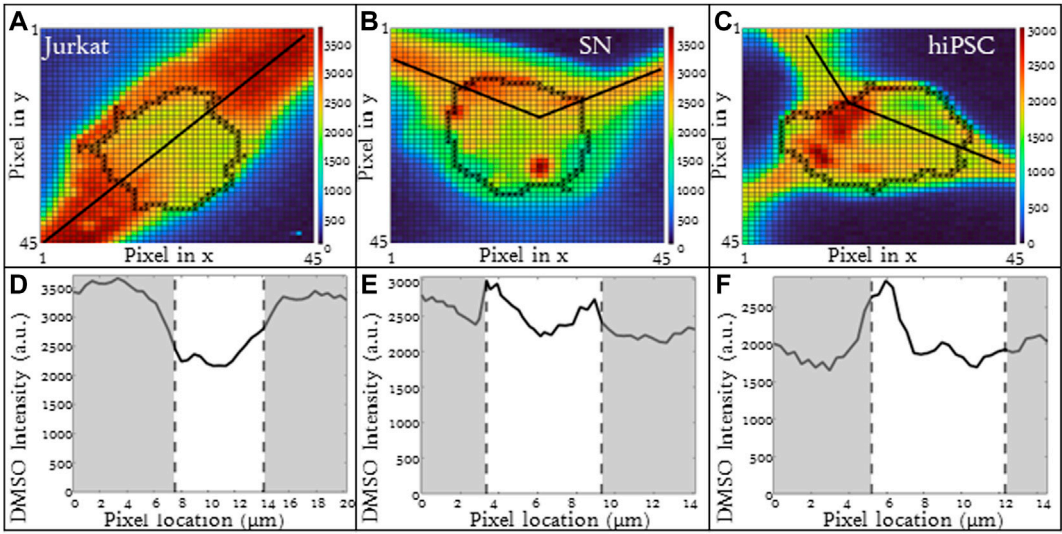 A
Jurkat
1
45
1
45
Pixel in x
Pixel in y
3500
3000
2500
2000
1500
1000
500
0
B
SN
1
45
1
45
Pixel in x
Pixel in y
3500
3000
2500
2000
1500
1000
500
0
C
hiPSC
1
45
1
45
Pixel in x
Pixel in y
3000
2500
2000
1500
1000
500
0
D
DMSO Intensity (a.u.)
3500
3000
2500
2000
1500
1000
500
0
0 2 4 6 8 10 12 14 16 18 20
Pixel location (µm)
E
DMSO Intensity (a.u.)
3000
2500
2000
1500
1000
500
0
0 2 4 6 8 10 12 14
Pixel location (µm)
F
DMSO Intensity (a.u.)
2500
2000
1500
1000
500
0
0 2 4 6 8 10 12 14
Pixel location (µm)